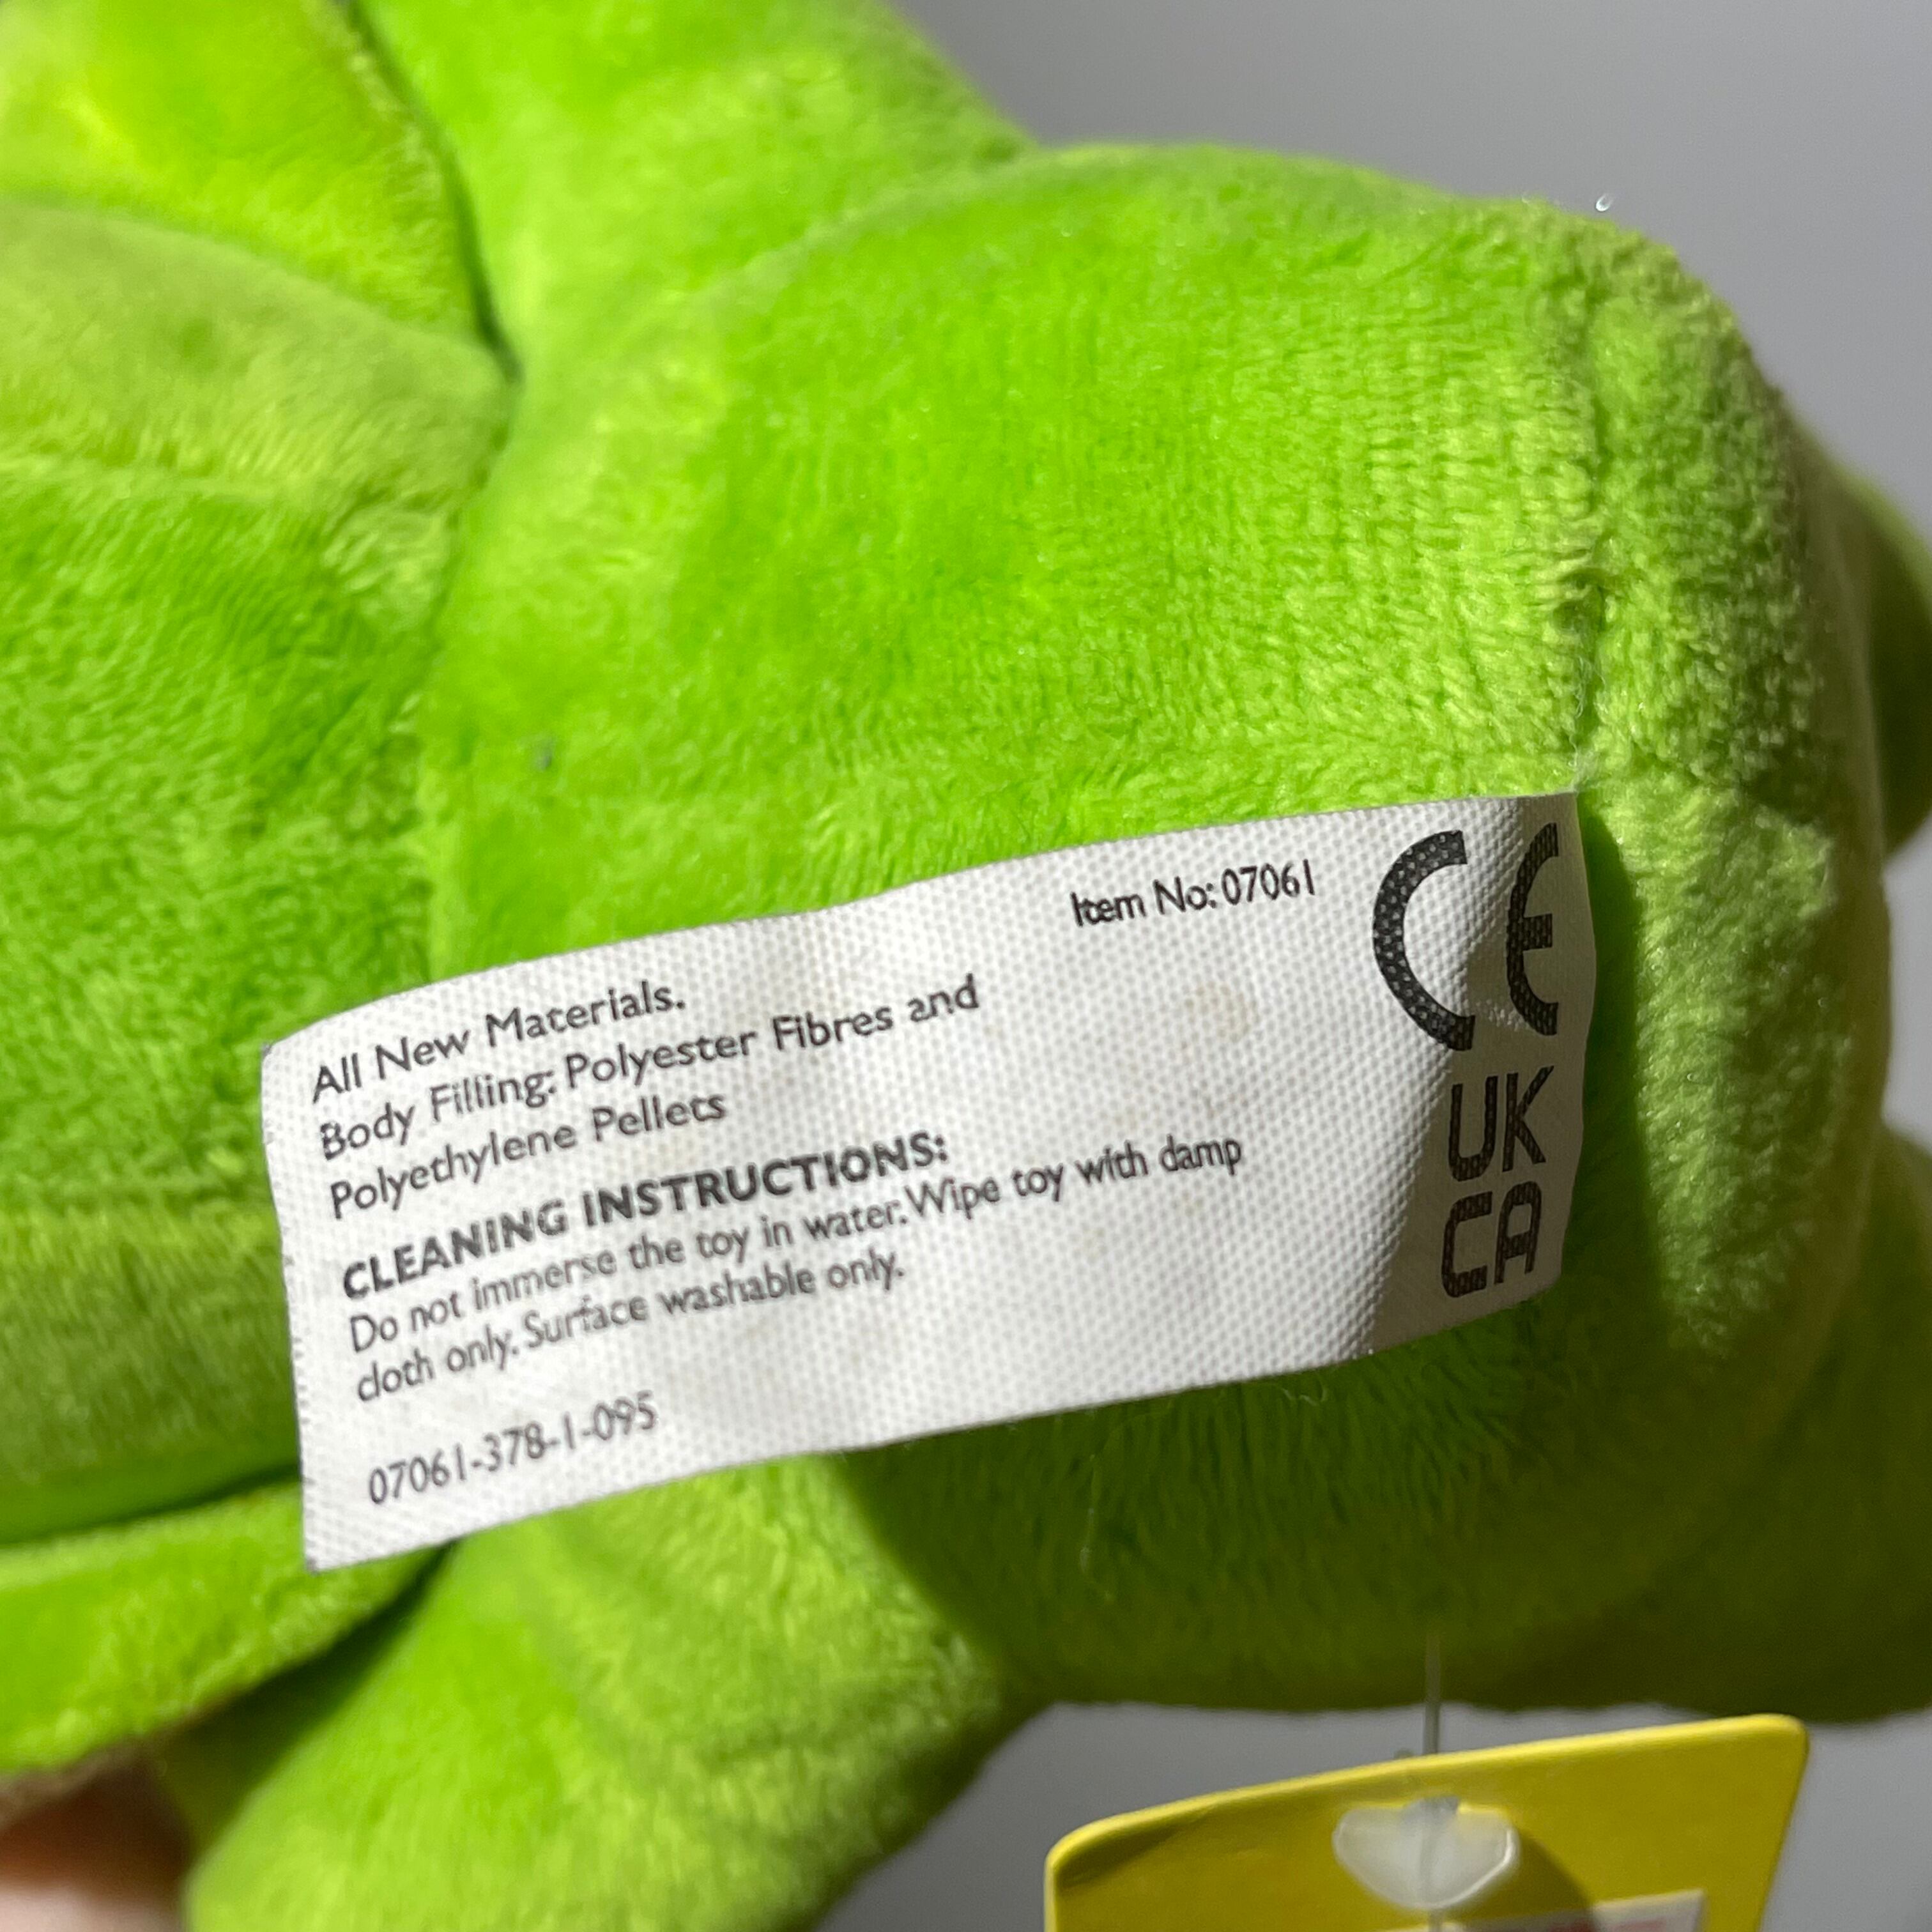 Item No: 07061
CE
UK
CA
All New Materials.
Body Filling: Polyester Fibres and
Polyethylene Pellets
CLEANING INSTRUCTIONS:
Do not immerse the toy in water. Wipe toy with damp
cloth only. Surface washable only.
07061-378-1-095